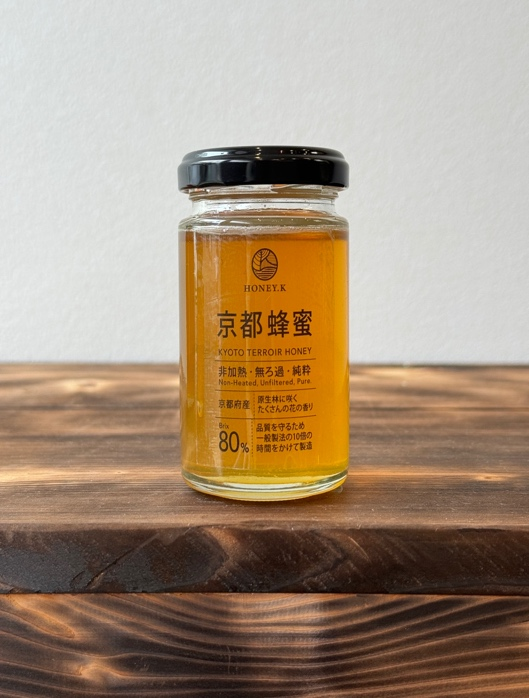 HONEY.K
京都蜂蜜
KYOTO TERROIR HONEY
非加熱・無ろ過・純粋
Non-Heated, Unfiltered, Pure.
京都府産
原生林に咲く
たくさんの花の香り
Brix
80%
品質を守るため
一般製法の10倍の
時間をかけて製造